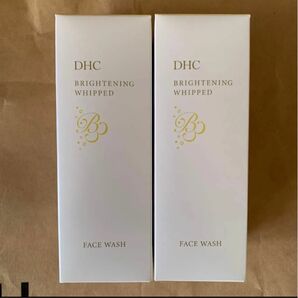 DHC
BRIGHTENING
WHIPPED
FACE WASH
DHC
BRIGHTENING
WHIPPED
FACE WASH